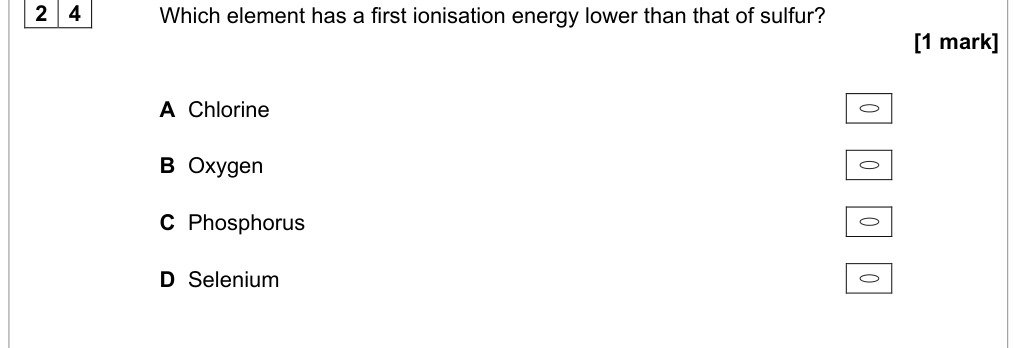 2 4 Which element has a first ionisation energy lower than that of sulfur?
[1 mark]
A Chlorine
B Oxygen
C Phosphorus
D Selenium